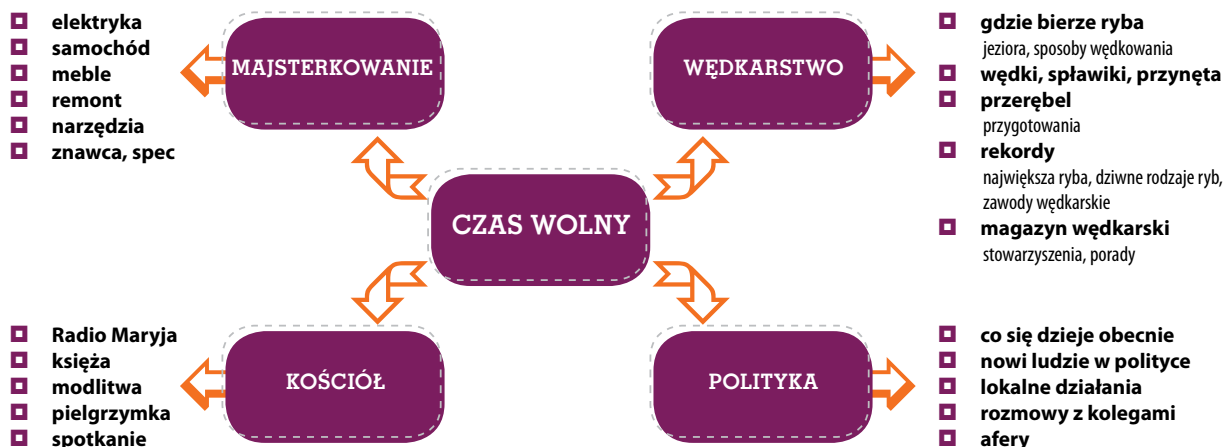 elektryka
samochód
meble
remont
narzędzia
znawca, spec
MAJSTERKOWANIE
WĘDKARSTWO
gdzie bierze ryba
jeziora, sposoby wędkowania
wędki, spławiki, przynęta
przerębel
przygotowania
rekordy
największa ryba, dziwne rodzaje ryb,
zawody wędkarskie
magazyn wędkarski
stowarzyszenia, porady
CZAS WOLNY
Radio Maryja
księża
modlitwa
pielgrzymka
spotkanie
KOŚCIÓŁ
POLITYKA
co się dzieje obecnie
nowi ludzie w polityce
lokalne działania
rozmowy z kolegami
afery